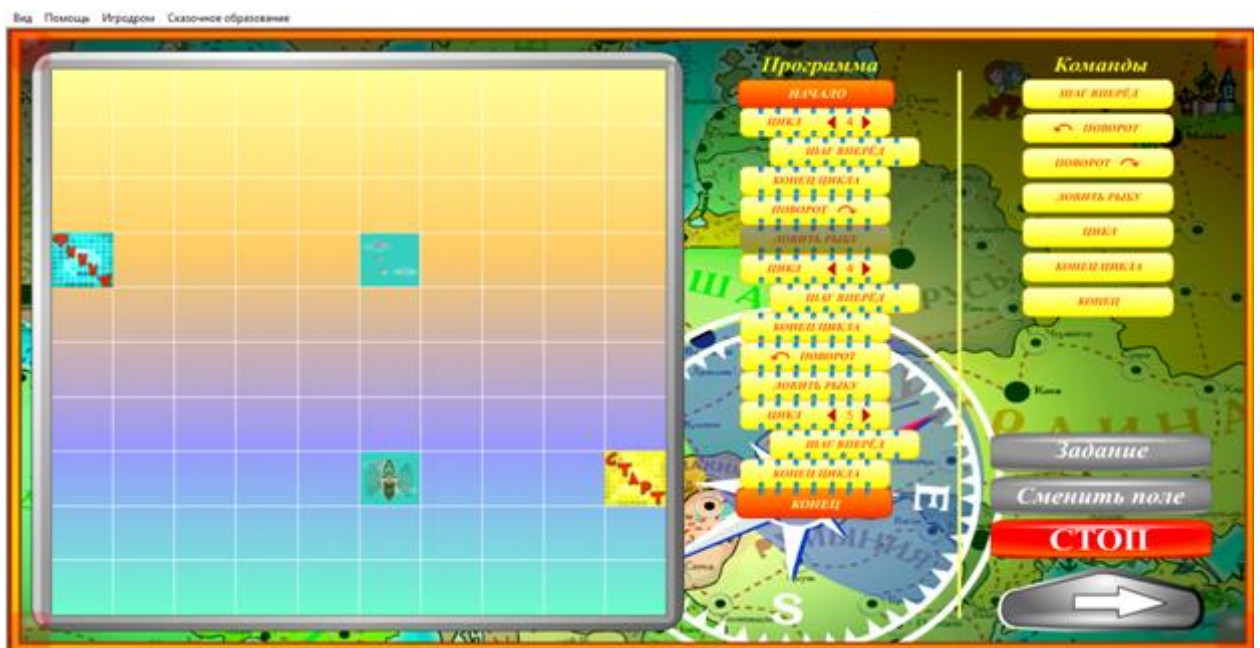 Вид Помощь Игродром Сказочное образование
Программа
НАЧАЛО
ЦИКЛ 4
ШАГ ВПЕРЁД
КОНЕЦ ЦИКЛА
ПОВОРОТ
ЛОВИТЬ РЫБУ
ЦИКЛ 4
ШАГ ВПЕРЁД
КОНЕЦ ЦИКЛА
ПОВОРОТ
ЛОВИТЬ РЫБУ
ЦИКЛ 5
ШАГ ВПЕРЁД
КОНЕЦ ЦИКЛА
КОНЕЦ
Команды
ШАГ ВПЕРЁД
ПОВОРОТ
ПОВОРОТ
ЛОВИТЬ РЫБУ
ЦИКЛ
КОНЕЦ ЦИКЛА
КОНЕЦ
Задание
Сменить поле
СТОП
СТАРТ
ФИНИШ
Киев
E
S